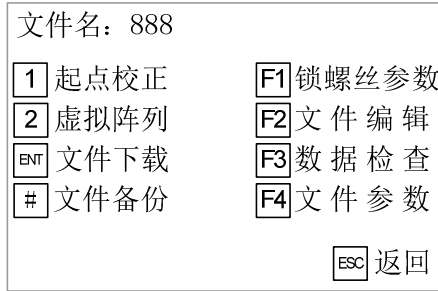 文件名：888
1 起点校正 F1 锁螺丝参数
2 虚拟阵列 F2 文件编辑
ENT 文件下载 F3 数据检查
# 文件备份 F4 文件参数
ESC 返回